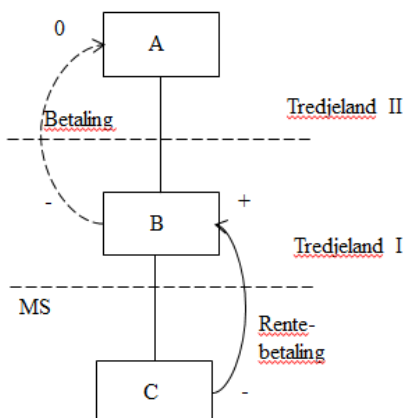 0
A
Tredjeland II
Betaling
-
B
+
Tredjeland I
MS
Rente-
betaling
C
-